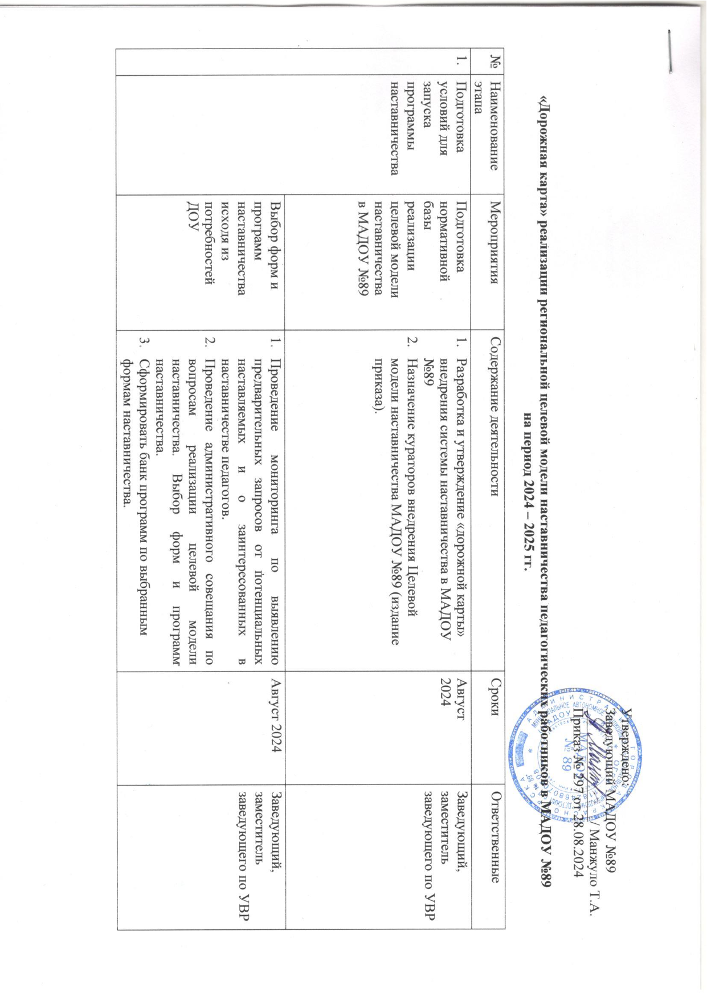 Утверждено:
Заведующий МАДОУ №89
/ Манжуло Т.А.
Приказ № 297 от 28.08.2024
«Дорожная карта» реализации региональной целевой модели наставничества педагогических работников в МАДОУ №89
на период 2024 – 2025 гг.
№
Наименование
этапа
Мероприятия
Содержание деятельности
Сроки
Ответственные
1.
Подготовка
условий для
запуска
программы
наставничества
Подготовка
нормативной
базы
реализации
целевой модели
наставничества
в МАДОУ №89
1. Разработка и утверждение «дорожной карты»
внедрения системы наставничества в МАДОУ
№89
2. Назначение кураторов внедрения Целевой
модели наставничества МАДОУ №89 (издание
приказа).
Август
2024
Заведующий,
заместитель
заведующего по УВР
Выбор форм и
программ
наставничества
исходя из
потребностей
ДОУ
1. Проведение мониторинга по выявлению
предварительных запросов от потенциальных
наставляемых и о заинтересованных в
наставничестве педагогов.
2. Проведение административного совещания по
вопросам реализации целевой модели
наставничества. Выбор форм и программ
наставничества.
3. Сформировать банк программ по выбранным
формам наставничества.
Август 2024
Заведующий,
заместитель
заведующего по УВР
МАДОУ
№ 89